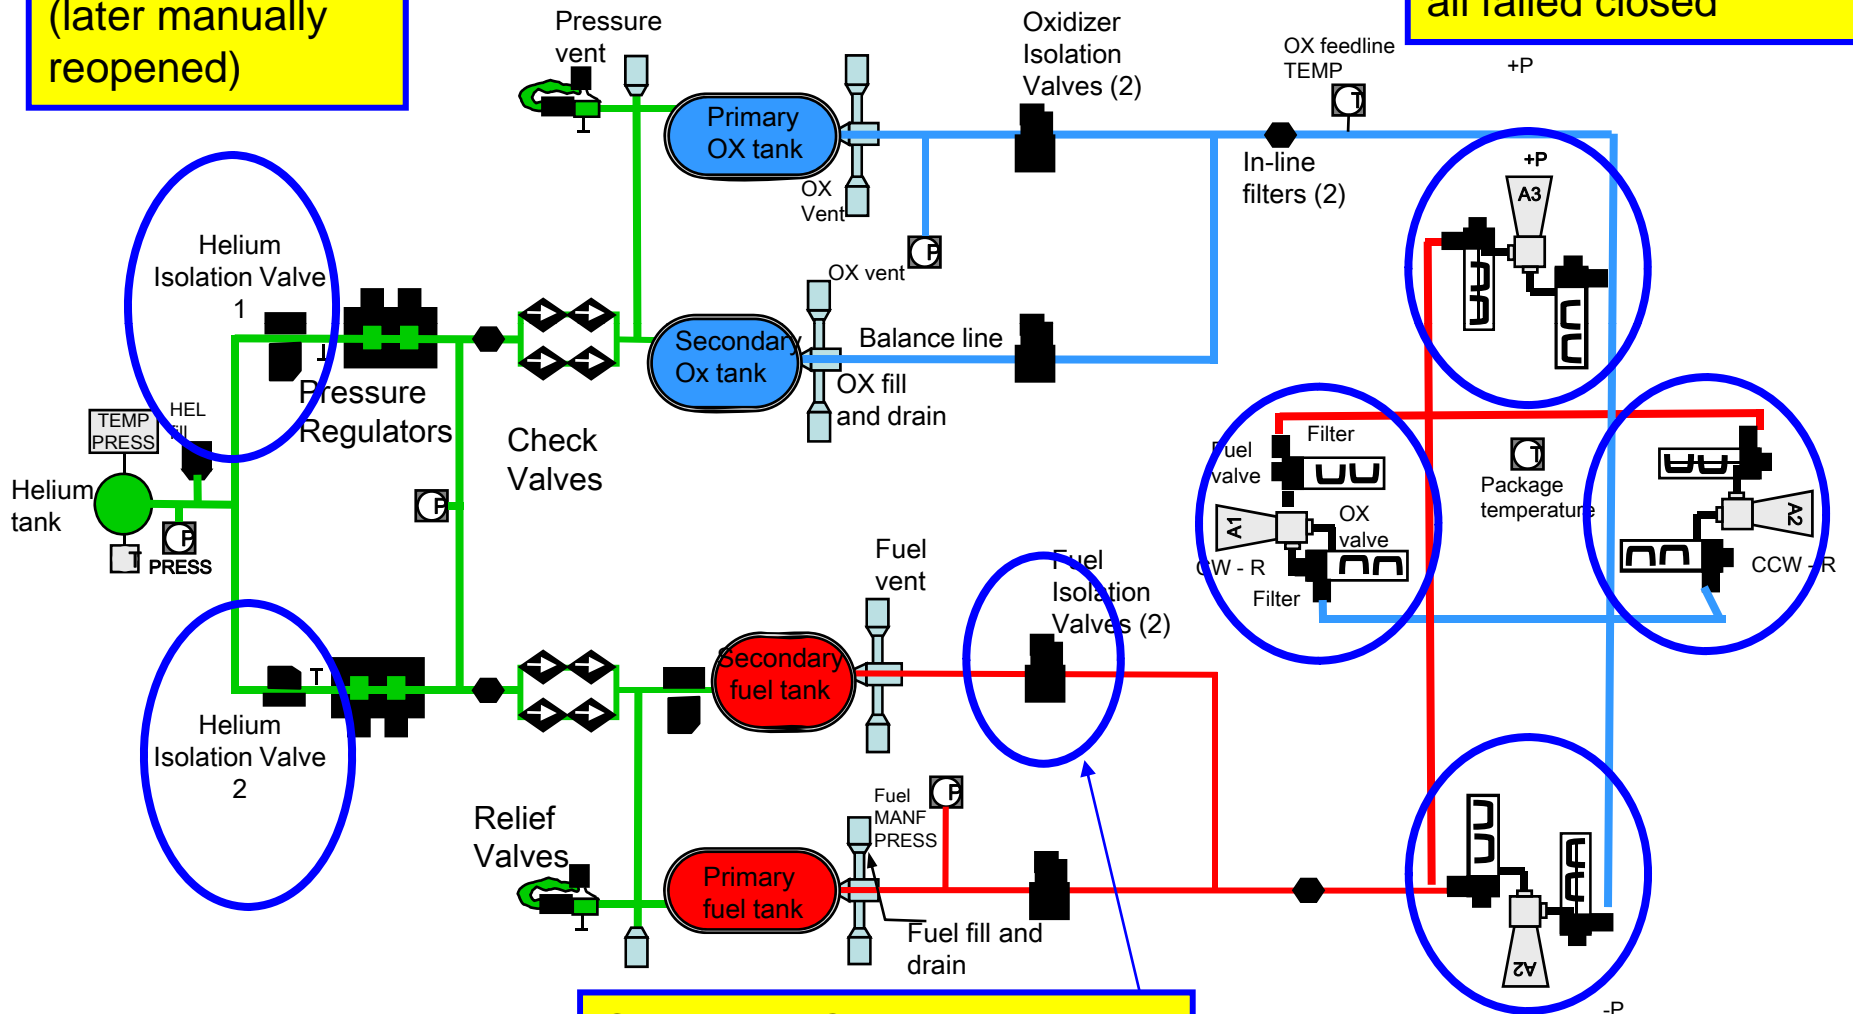 (later manually
reopened)
all failed closed
Pressure
vent
Oxidizer
Isolation
Valves (2)
OX feedline
TEMP
T
+P
Primary
OX tank
OX
Vent
In-line
filters (2)
+P
A3
P
Helium
Isolation Valve
1
OX vent
Secondary
Ox tank
Balance line
OX fill
and drain
Pressure
Regulators
Check
Valves
TEMP
PRESS
HEL
fill
Helium
tank
T
P
PRESS
P
Fuel
valve
Filter
T
Package
temperature
A1
OX
valve
CW - R
Filter
A2
CCW - R
Fuel
vent
Fuel
Isolation
Valves (2)
T
Secondary
fuel tank
Helium
Isolation Valve
2
Relief
Valves
Fuel
MANF
PRESS
P
Primary
fuel tank
Fuel fill and
drain
A2
-P